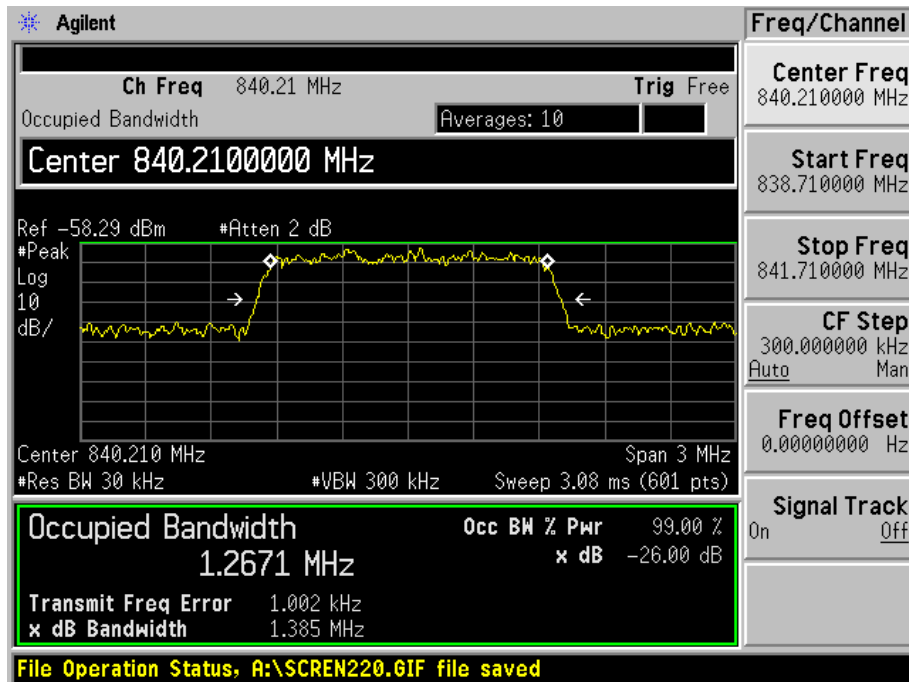 Agilent
Freq/Channel
Ch Freq 840.21 MHz Trig Free
Occupied Bandwidth Averages: 10
Center 840.2100000 MHz
Ref -58.29 dBm #Atten 2 dB
#Peak
Log
10
dB/
Center 840.210 MHz Span 3 MHz
#Res BW 30 kHz #VBW 300 kHz Sweep 3.08 ms (601 pts)
Occupied Bandwidth Occ BW % Pwr 99.00 %
1.2671 MHz x dB -26.00 dB
Transmit Freq Error 1.002 kHz
x dB Bandwidth 1.385 MHz
File Operation Status, A:\SCREN220.GIF file saved
Center Freq
840.210000 MHz
Start Freq
838.710000 MHz
Stop Freq
841.710000 MHz
CF Step
300.000000 kHz
Auto Man
Freq Offset
0.00000000 Hz
Signal Track
On Off